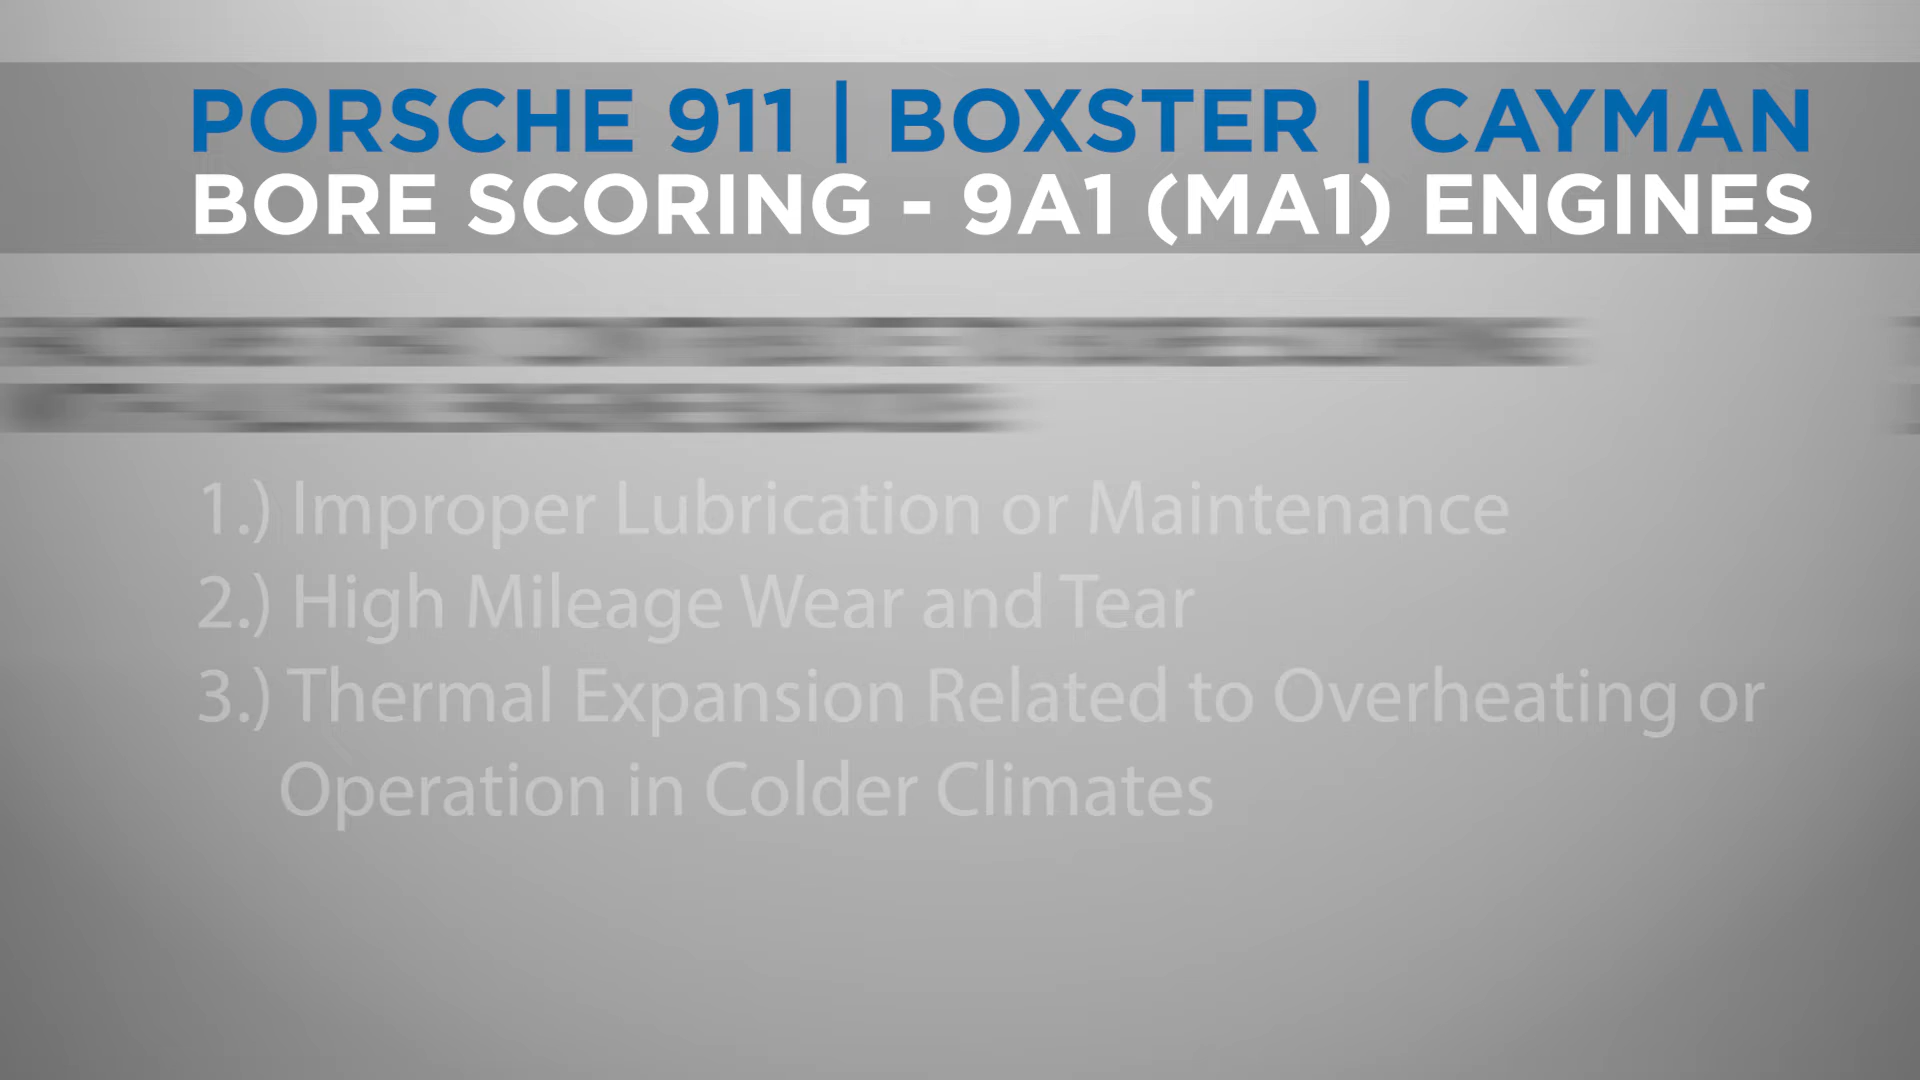 PORSCHE 911 | BOXSTER | CAYMAN
BORE SCORING - 9A1 (MA1) ENGINES
1.) Improper Lubrication or Maintenance
2.) High Mileage Wear and Tear
3.) Thermal Expansion Related to Overheating or
Operation in Colder Climates